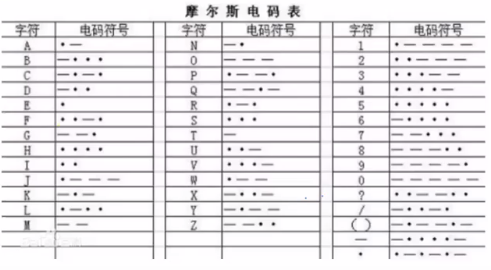 摩尔斯电码表
字符 电码符号 字符 电码符号 字符 电码符号
A •— N —• 1 •————
B —••• O ——— 2 ••———
C —•—• P •——• 3 •••——
D —•• Q ——•— 4 ••••—
E • R •—• 5 •••••
F ••—• S ••• 6 —••••
G ——• T — 7 ——•••
H •••• U ••— 8 ———••
I •• V •••— 9 ————•
J •——— W •—— 0 —————
K —•— X —••— ? ••——••
L •—•• Y —•—— / —••—•
M —— Z ——•• () —•——•—
— —••••—
• •—•—•—